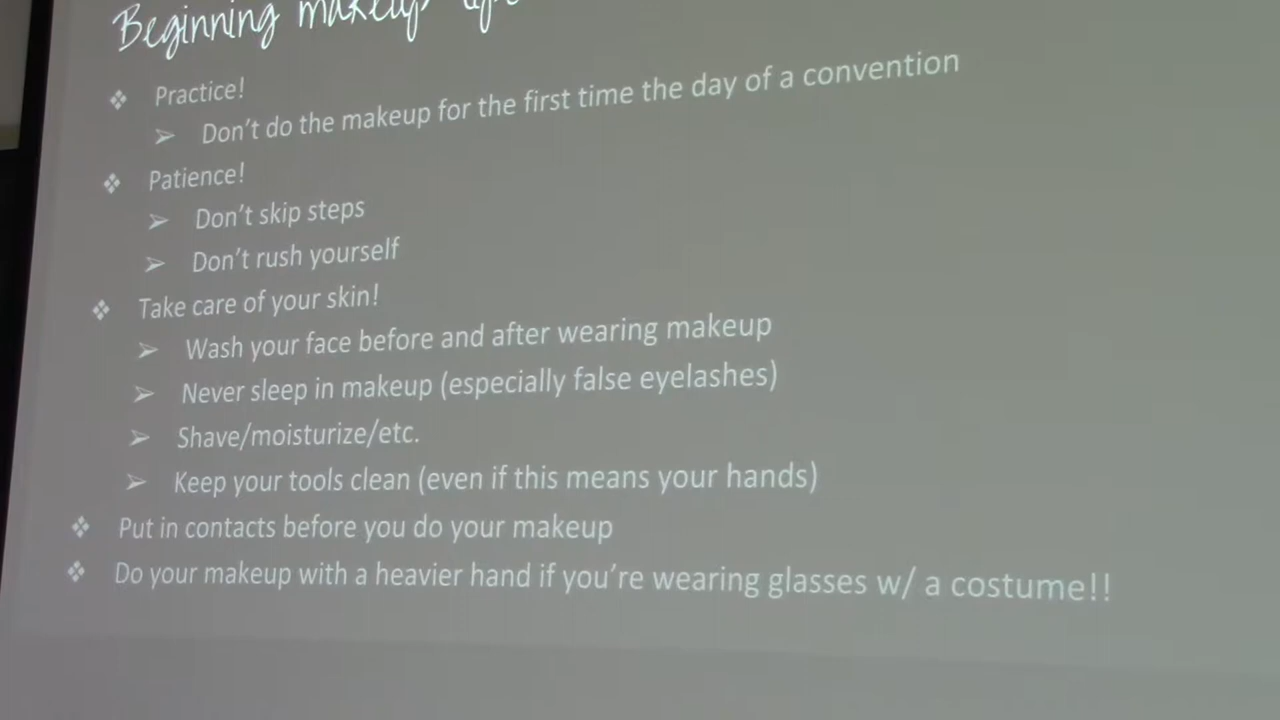 Beginning makeup tips
❖ Practice!
➢ Don't do the makeup for the first time the day of a convention
❖ Patience!
➢ Don't skip steps
➢ Don't rush yourself
❖ Take care of your skin!
➢ Wash your face before and after wearing makeup
➢ Never sleep in makeup (especially false eyelashes)
➢ Shave/moisturize/etc.
➢ Keep your tools clean (even if this means your hands)
❖ Put in contacts before you do your makeup
❖ Do your makeup with a heavier hand if you're wearing glasses w/ a costume!!